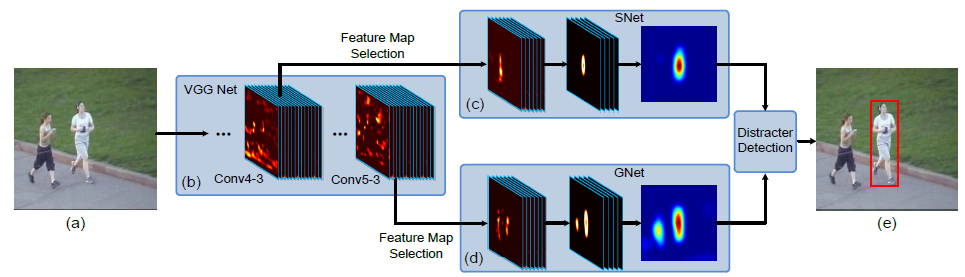 SNet
Feature Map
Selection
(c)
VGG Net
...
...
(b)
Conv4-3
Conv5-3
(a)
Distracter
Detection
(e)
GNet
Feature Map
Selection
(d)